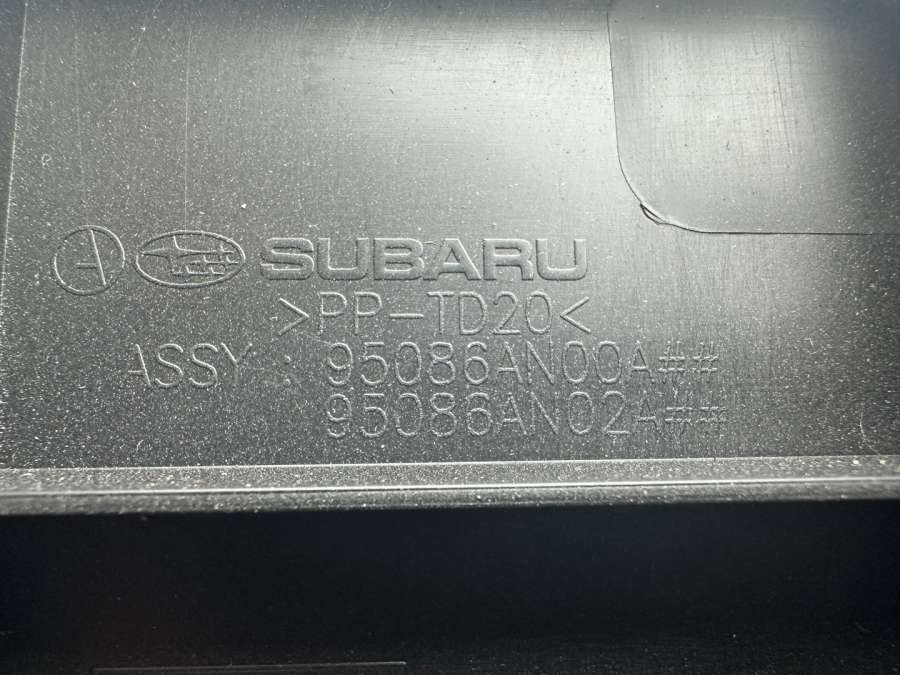 A SUBARU
>PP-TD20<
ASSY : 95086AN00A##
95086AN02A##